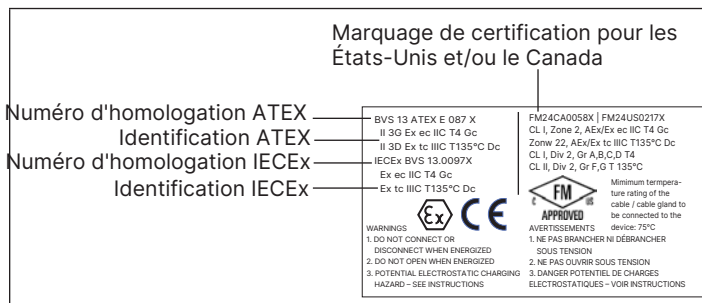 Marquage de certification pour les
États-Unis et/ou le Canada
Numéro d'homologation ATEX
Identification ATEX
Numéro d'homologation IECEx
Identification IECEx
BVS 13 ATEX E 087 X
II 3G Ex ec IIC T4 Gc
II 3D Ex tc IIIC T135°C Dc
IECEx BVS 13.0097X
Ex ec IIC T4 Gc
Ex tc IIIC T135°C Dc
Ex CE
WARNINGS
1. DO NOT CONNECT OR
DISCONNECT WHEN ENERGIZED
2. DO NOT OPEN WHEN ENERGIZED
3. POTENTIAL ELECTROSTATIC CHARGING
HAZARD – SEE INSTRUCTIONS
FM24CA0058X | FM24US0217X
CL I, Zone 2, AEx/Ex ec IIC T4 Gc
Zonw 22, AEx/Ex tc IIIC T135°C Dc
CL I, Div 2, Gr A,B,C,D T4
CL II, Div 2, Gr F,G T 135°C
C FM US
APPROVED
Minimum termpera-
ture rating of the
cable / cable gland to
be connected to the
device: 75°C
AVERTISSEMENTS
1. NE PAS BRANCHER NI DÉBRANCHER
SOUS TENSION
2. NE PAS OUVRIR SOUS TENSION
3. DANGER POTENTIEL DE CHARGES
ELECTROSTATIQUES – VOIR INSTRUCTIONS